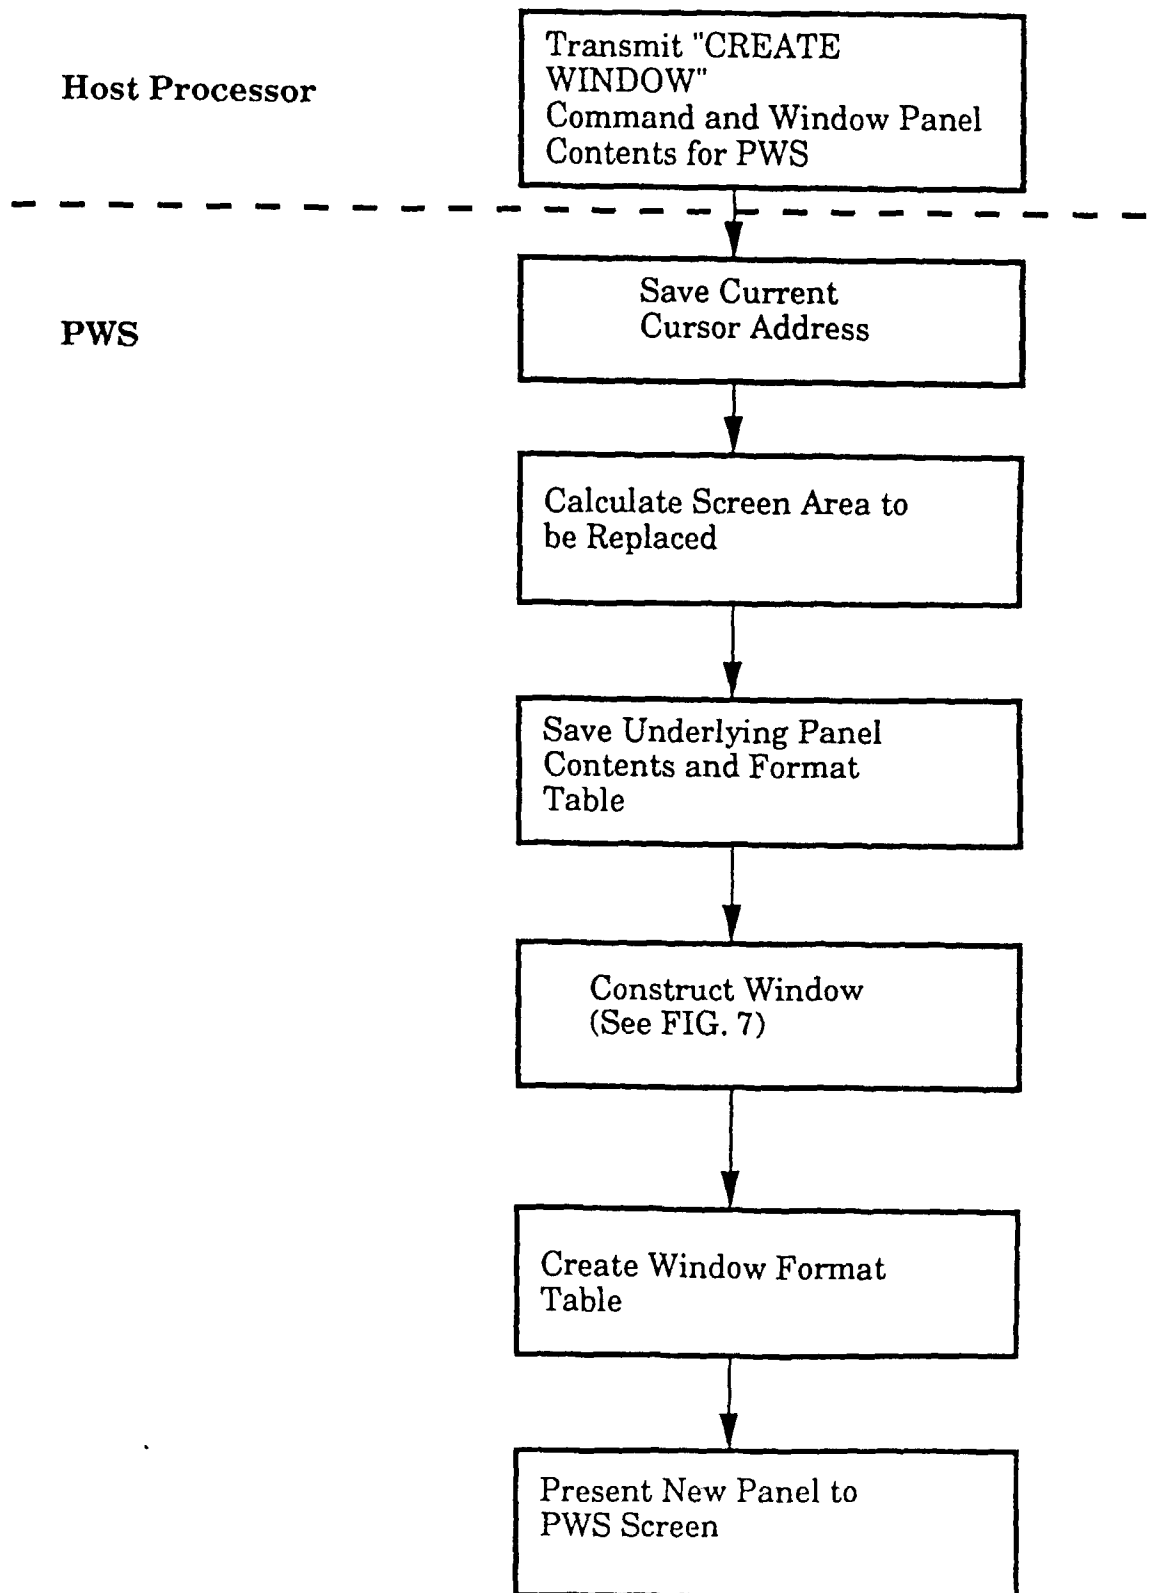 Host Processor
Transmit "CREATE
WINDOW"
Command and Window Panel
Contents for PWS
PWS
Save Current
Cursor Address
Calculate Screen Area to
be Replaced
Save Underlying Panel
Contents and Format
Table
Construct Window
(See FIG. 7)
Create Window Format
Table
Present New Panel to
PWS Screen